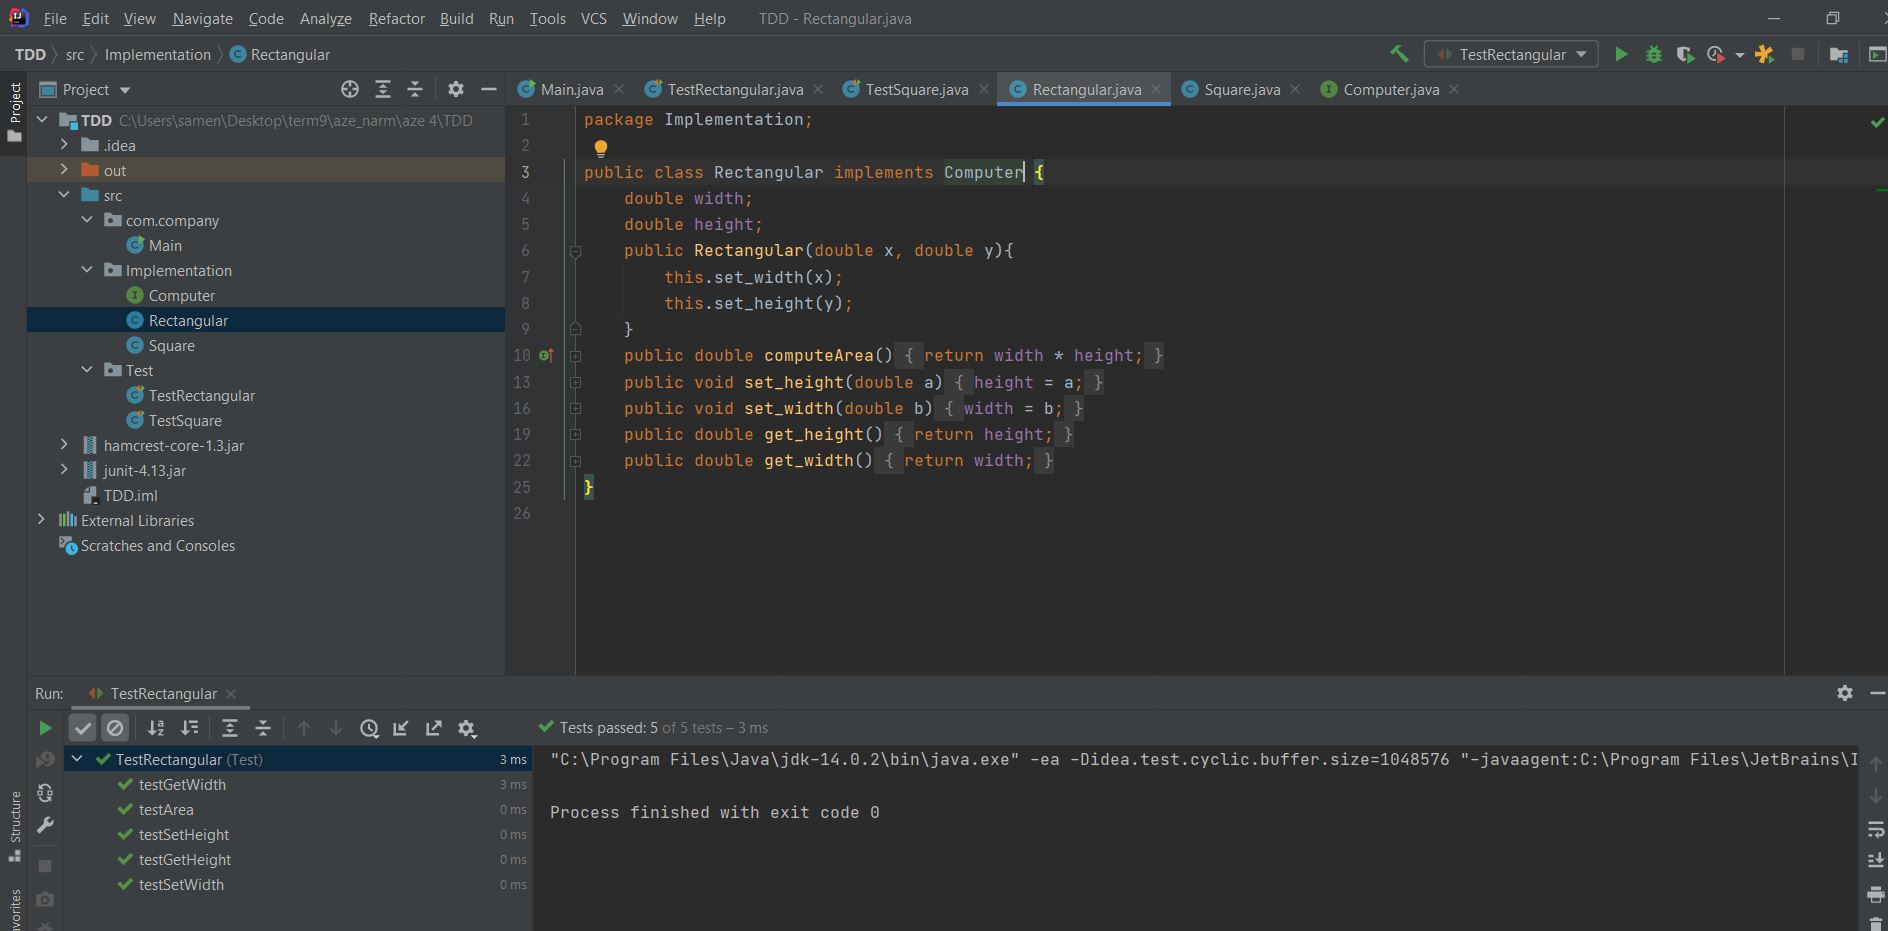 File Edit View Navigate Code Analyze Refactor Build Run Tools VCS Window Help TDD - Rectangular.java
TDD src Implementation Rectangular TestRectangular
Project
Project
Main.java TestRectangular.java TestSquare.java Rectangular.java Square.java Computer.java
TDD C:\Users\samen\Desktop\term9\aze_narm\aze 4\TDD
.idea
out
src
com.company
Main
Implementation
Computer
Rectangular
Square
Test
TestRectangular
TestSquare
hamcrest-core-1.3.jar
junit-4.13.jar
TDD.iml
External Libraries
Scratches and Consoles
1 package Implementation;
2
3 public class Rectangular implements Computer {
4 double width;
5 double height;
6 public Rectangular(double x, double y){
7 this.set_width(x);
8 this.set_height(y);
9 }
10 public double computeArea() { return width * height; }
13 public void set_height(double a) { height = a; }
16 public void set_width(double b) { width = b; }
19 public double get_height() { return height; }
22 public double get_width() { return width; }
25 }
26
Run: TestRectangular
Tests passed: 5 of 5 tests – 3 ms
TestRectangular (Test) 3 ms
testGetWidth 3 ms
testArea 0 ms
testSetHeight 0 ms
testGetHeight 0 ms
testSetWidth 0 ms
"C:\Program Files\Java\jdk-14.0.2\bin\java.exe" -ea -Didea.test.cyclic.buffer.size=1048576 "-javaagent:C:\Program Files\JetBrains\I
Process finished with exit code 0
Structure
avorites